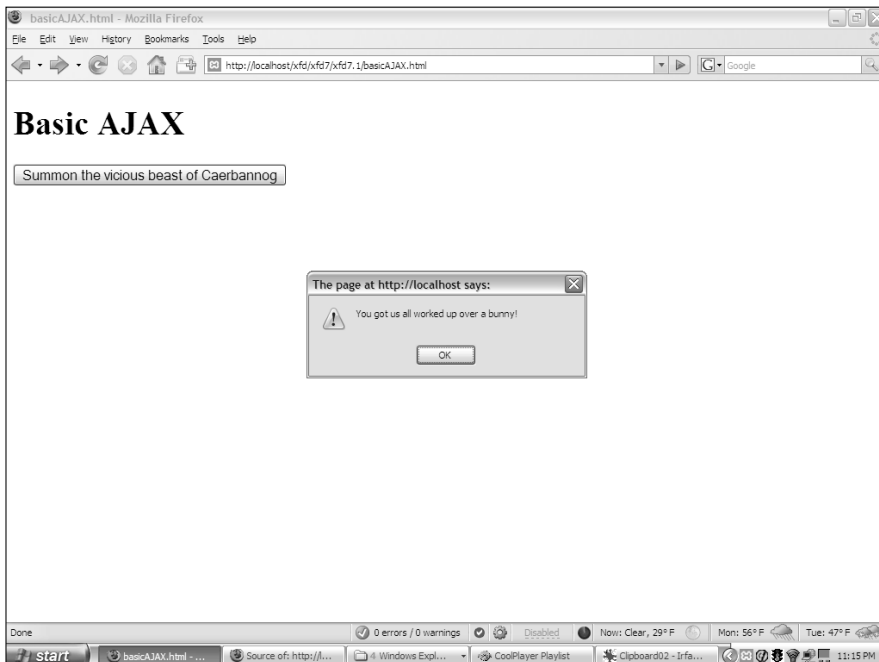 basicAJAX.html - Mozilla Firefox
File Edit View History Bookmarks Tools Help
http://localhost/xfd/xfd7/xfd7.1/basicAJAX.html
G Google
Basic AJAX
Summon the vicious beast of Caerbannog
The page at http://localhost says:
You got us all worked up over a bunny!
OK
Done
0 errors / 0 warnings
Disabled
Now: Clear, 29° F
Mon: 56° F
Tue: 47° F
start
basicAJAX.html - ...
Source of: http://l...
4 Windows Expl...
CoolPlayer Playlist
Clipboard02 - Irfa...
11:15 PM